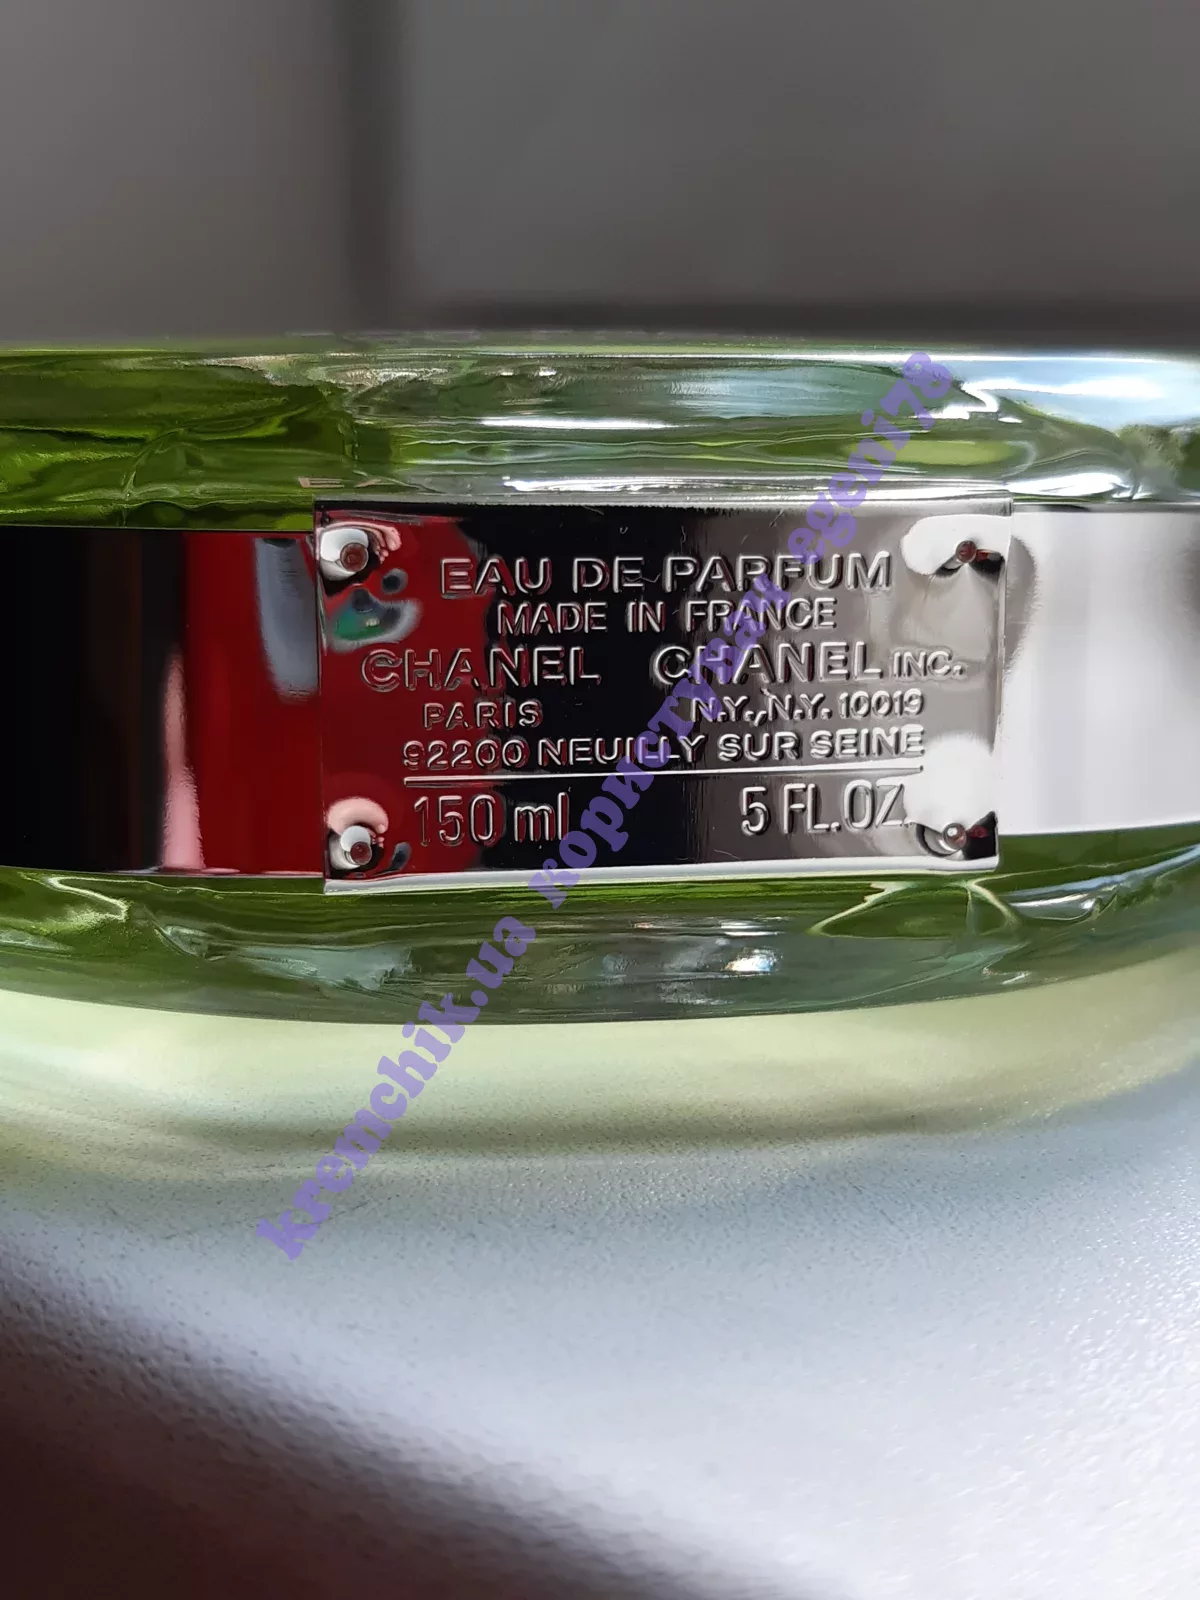 EAU DE PARFUM
MADE IN FRANCE
CHANEL CHANEL INC.
PARIS N.Y., N.Y. 10019
92200 NEUILLY SUR SEINE
150 ml 5 FL.OZ.
kremchik.ua користувач egeni78